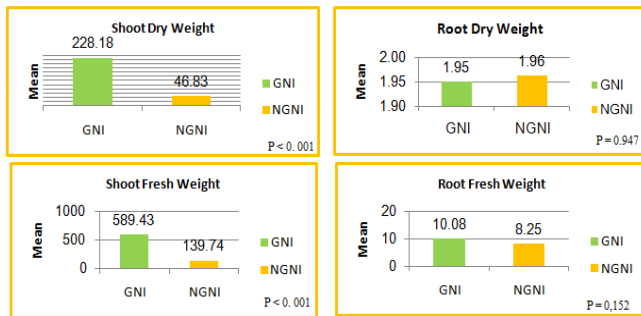 Shoot Dry Weight
228.18
46.83
Mean
GNI
NGNI
GNI
NGNI
P < 0. 001
Root Dry Weight
2.00
1.95
1.90
1.95
1.96
Mean
GNI
NGNI
GNI
NGNI
P = 0.947
Shoot Fresh Weight
1000
500
0
589.43
139.74
Mean
GNI
NGNI
GNI
NGNI
P < 0. 001
Root Fresh Weight
20
10
0
10.08
8.25
Mean
GNI
NGNI
GNI
NGNI
P = 0,152